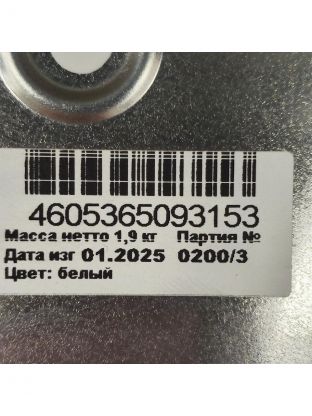 4605365093153
Масса нетто 1,9 кг Партия №
Дата изг 01.2025 0200/3
Цвет: белый